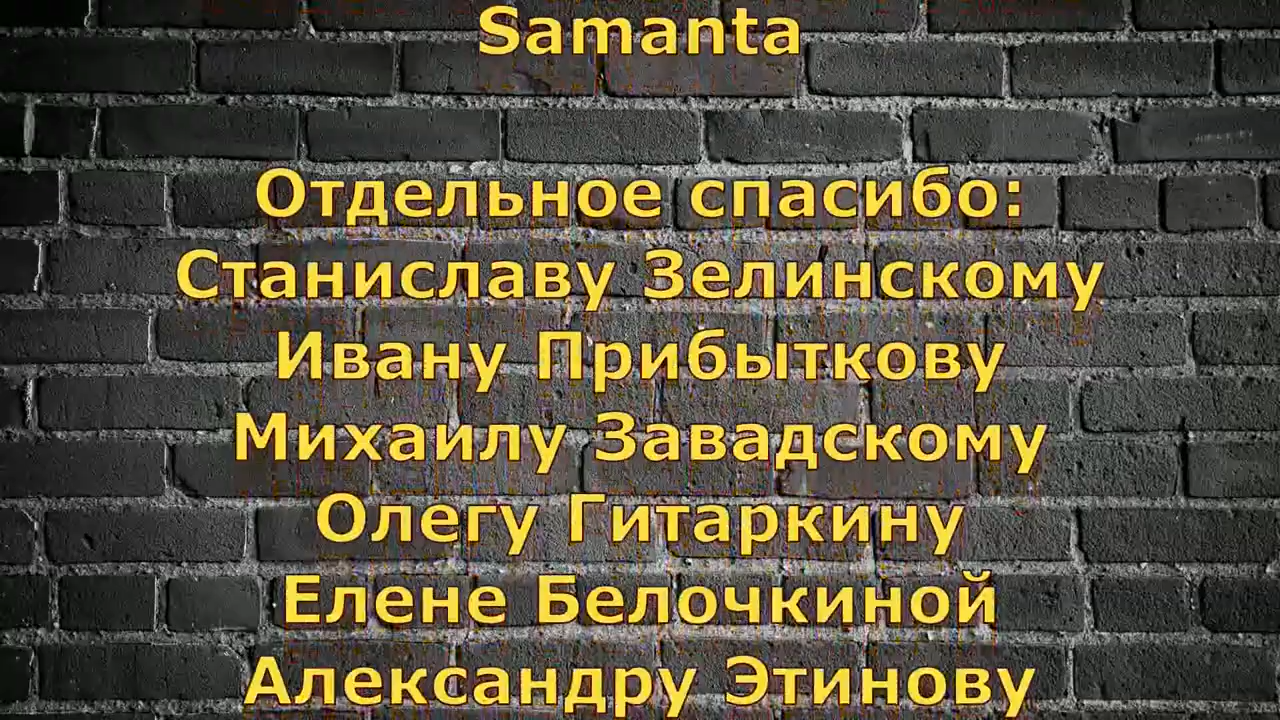 Samanta
Отдельное спасибо:
Станиславу Зелинскому
Ивану Прибыткову
Михаилу Завадскому
Олегу Гитаркину
Елене Белочкиной
Александру Этинову